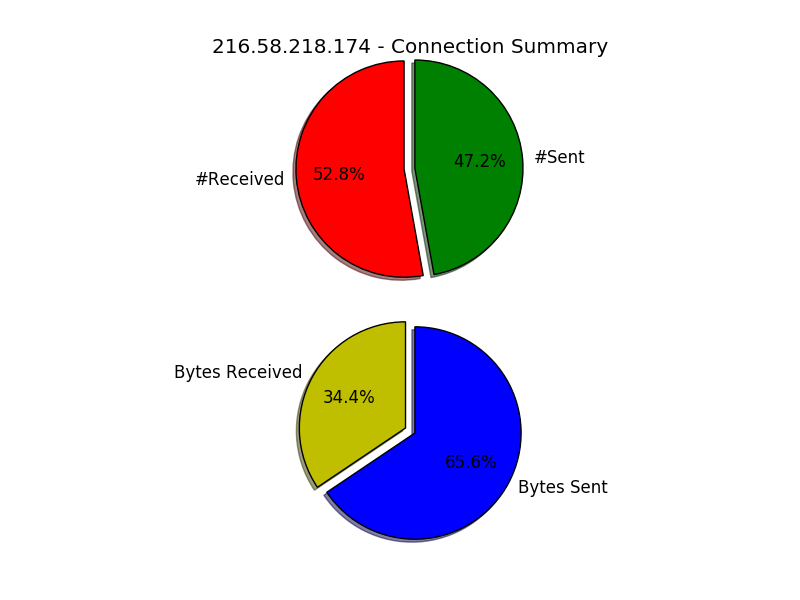 216.58.218.174 - Connection Summary
47.2%
#Sent
52.8%
#Received
Bytes Received
34.4%
65.6%
Bytes Sent